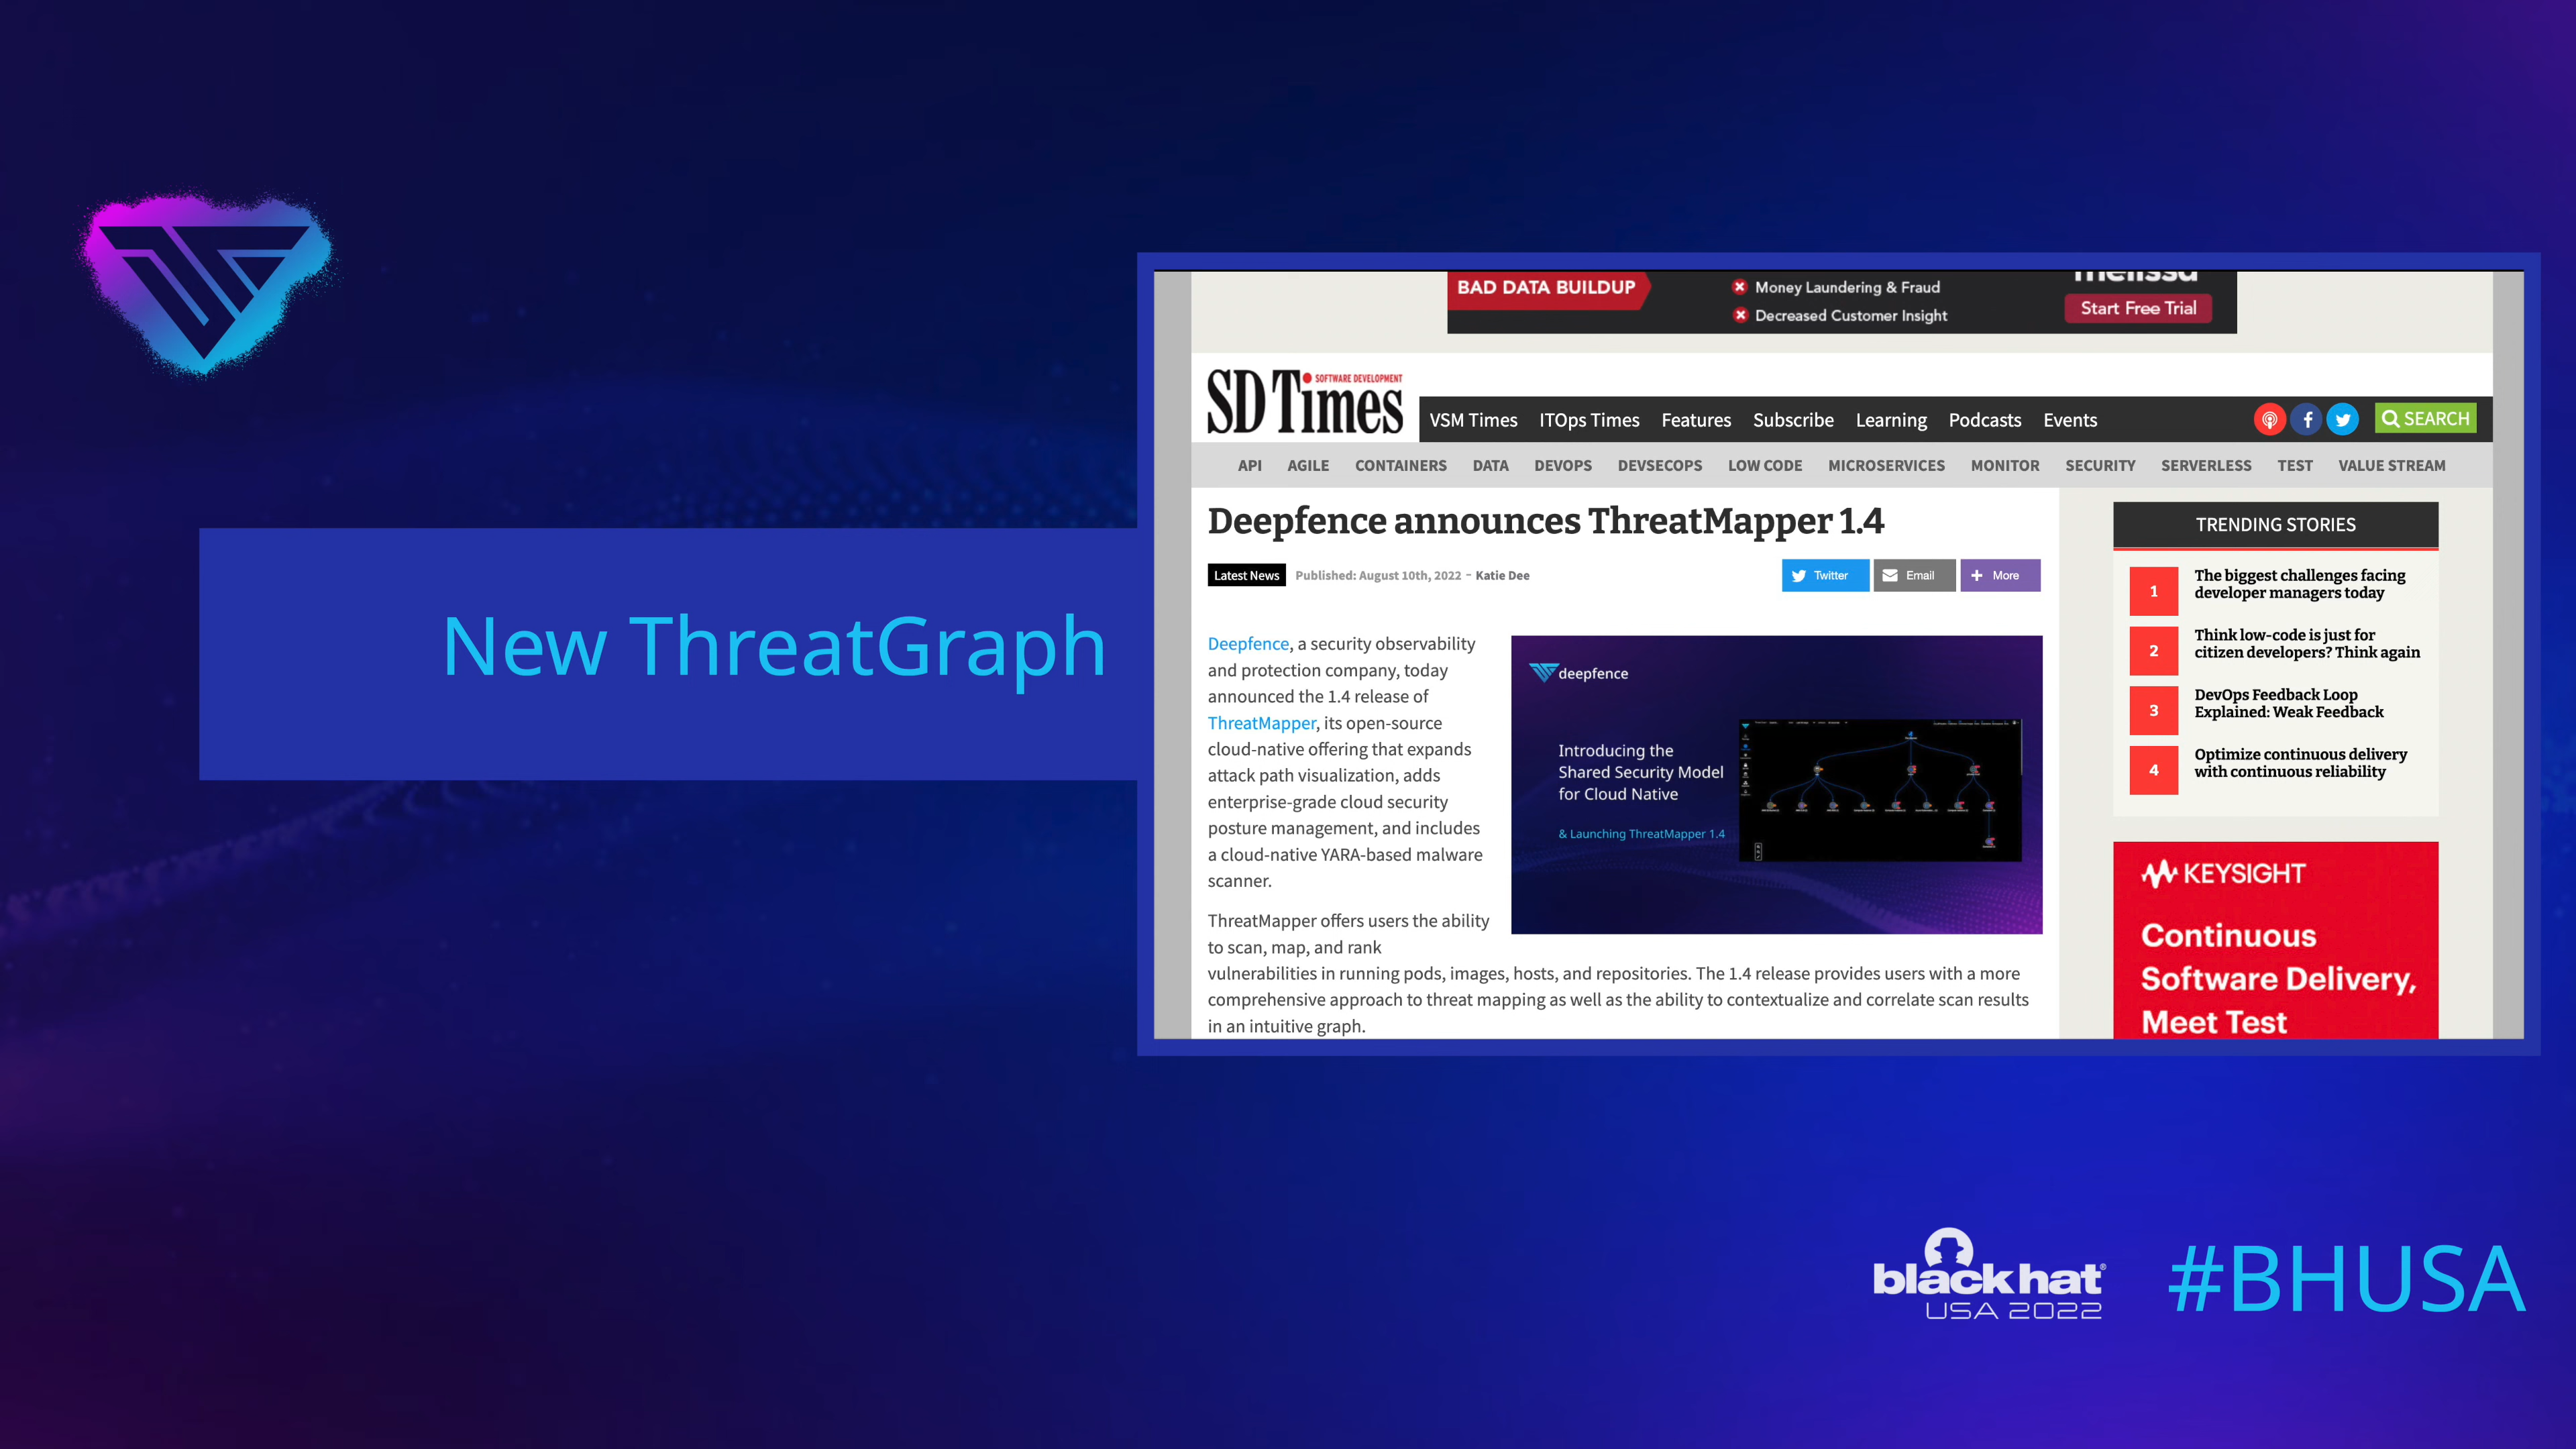 New ThreatGraph
BAD DATA BUILDUP
Money Laundering & Fraud
Decreased Customer Insight
melissa
Start Free Trial
SD Times
SOFTWARE DEVELOPMENT
VSM Times ITOps Times Features Subscribe Learning Podcasts Events
SEARCH
API AGILE CONTAINERS DATA DEVOPS DEVSECOPS LOW CODE MICROSERVICES MONITOR SECURITY SERVERLESS TEST VALUE STREAM
Deepfence announces ThreatMapper 1.4
Latest News Published: August 10th, 2022 - Katie Dee
Twitter Email More
Deepfence, a security observability
and protection company, today
announced the 1.4 release of
ThreatMapper, its open-source
cloud-native offering that expands
attack path visualization, adds
enterprise-grade cloud security
posture management, and includes
a cloud-native YARA-based malware
scanner.
ThreatMapper offers users the ability
to scan, map, and rank
vulnerabilities in running pods, images, hosts, and repositories. The 1.4 release provides users with a more
comprehensive approach to threat mapping as well as the ability to contextualize and correlate scan results
in an intuitive graph.
deepfence
Introducing the
Shared Security Model
for Cloud Native
& Launching ThreatMapper 1.4
TRENDING STORIES
1
The biggest challenges facing
developer managers today
2
Think low-code is just for
citizen developers? Think again
3
DevOps Feedback Loop
Explained: Weak Feedback
4
Optimize continuous delivery
with continuous reliability
KEYSIGHT
Continuous
Software Delivery,
Meet Test
black hat®
USA 2022
#BHUSA